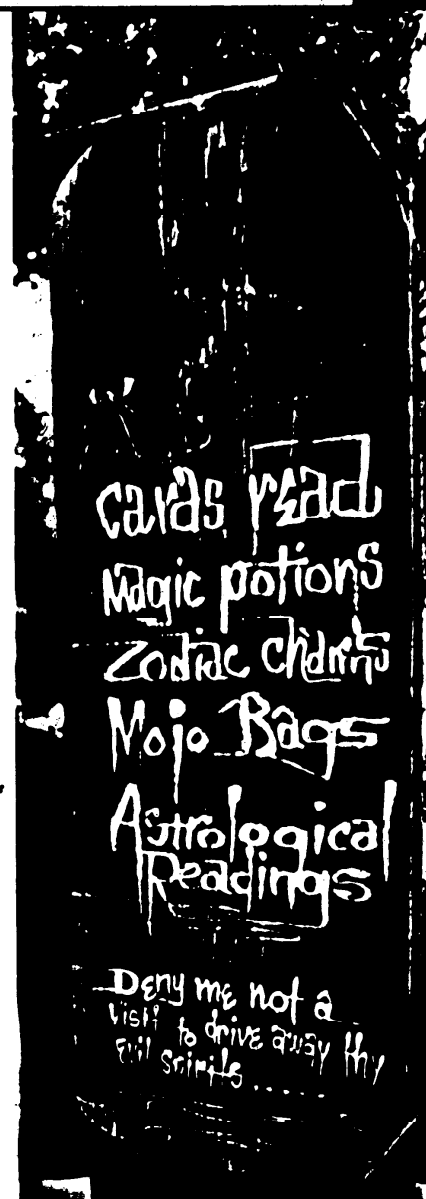 cards read
Magic potions
Zodiac Charms
Mojo Bags
Astrological
Readings
Deny me not a
visit to drive away thy
Evil Spirits......